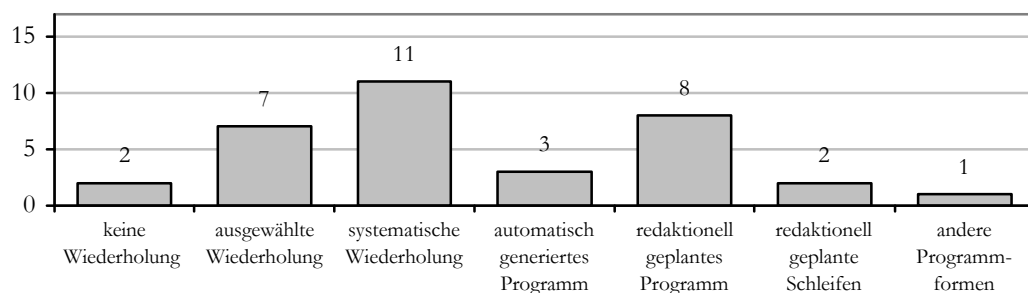 15
10
5
0
2
7
11
3
8
2
1
keine
Wiederholung
ausgewählte
Wiederholung
systematische
Wiederholung
automatisch
generiertes
Programm
redaktionell
geplantes
Programm
redaktionell
geplante
Schleifen
andere
Programm-
formen